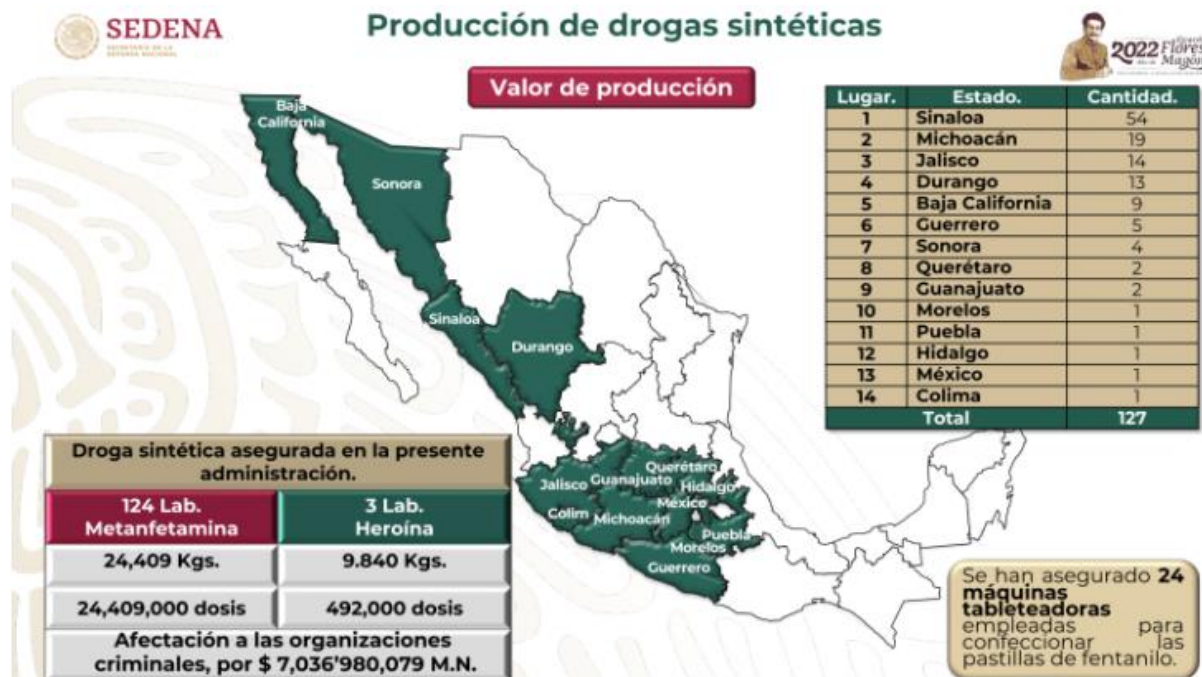 SEDENA
SECRETARÍA DE LA
DEFENSA NACIONAL
Producción de drogas sintéticas
2022 Flores
Año de Magón
Valor de producción
Lugar. Estado. Cantidad.
1 Sinaloa 54
2 Michoacán 19
3 Jalisco 14
4 Durango 13
5 Baja California 9
6 Guerrero 5
7 Sonora 4
8 Querétaro 2
9 Guanajuato 2
10 Morelos 1
11 Puebla 1
12 Hidalgo 1
13 México 1
14 Colima 1
Total 127
Baja
California
Sonora
Sinaloa
Durango
Querétaro
Jalisco
Guanajuato
Hidalgo
México
Colim
Michoacán
Puebla
Morelos
Guerrero
Droga sintética asegurada en la presente
administración.
124 Lab.
Metanfetamina
3 Lab.
Heroína
24,409 Kgs.
9.840 Kgs.
24,409,000 dosis
492,000 dosis
Afectación a las organizaciones
criminales, por $ 7,036'980,079 M.N.
Se han asegurado 24
máquinas
tableteadoras
empleadas para
confeccionar las
pastillas de fentanilo.